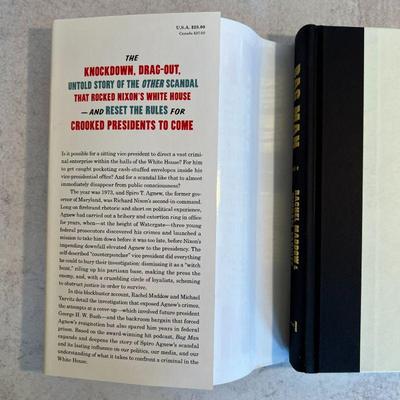 U.S.A. $28.00
Canada $37.00
THE
KNOCKDOWN, DRAG-OUT,
UNTOLD STORY OF THE OTHER SCANDAL
THAT ROCKED NIXON'S WHITE HOUSE
—AND RESET THE RULES FOR
CROOKED PRESIDENTS TO COME
Is it possible for a sitting vice president to direct a vast crimi-
nal enterprise within the halls of the White House? For him
to get caught pocketing cash-stuffed envelopes inside his
vice-presidential office? And for a scandal like that to almost
immediately disappear from public consciousness?
The year was 1973, and Spiro T. Agnew, the former gov-
ernor of Maryland, was Richard Nixon's second-in-command.
Long on firebrand rhetoric and short on political experience,
Agnew had carried out a bribery and extortion ring in office
for years, when—at the height of Watergate—three young
federal prosecutors discovered his crimes and launched a
mission to take him down before it was too late, before Nixon's
impending downfall elevated Agnew to the presidency. The
self-described "counterpuncher" vice president did everything
he could to bury their investigation: dismissing it as a "witch
hunt," riling up his partisan base, making the press the
enemy, and, with a crumbling circle of loyalists, scheming
to obstruct justice in order to survive.
In this blockbuster account, Rachel Maddow and Michael
Yarvitz detail the investigation that exposed Agnew's crimes,
the attempts at a cover-up—which involved future president
George H. W. Bush—and the backroom bargain that forced
Agnew's resignation but also spared him years in federal
prison. Based on the award-winning hit podcast, Bag Man
expands and deepens the story of Spiro Agnew's scandal
and its lasting influence on our politics, our media, and our
understanding of what it takes to confront a criminal in the
White House.
BAG MAN
RACHEL MADDOW &